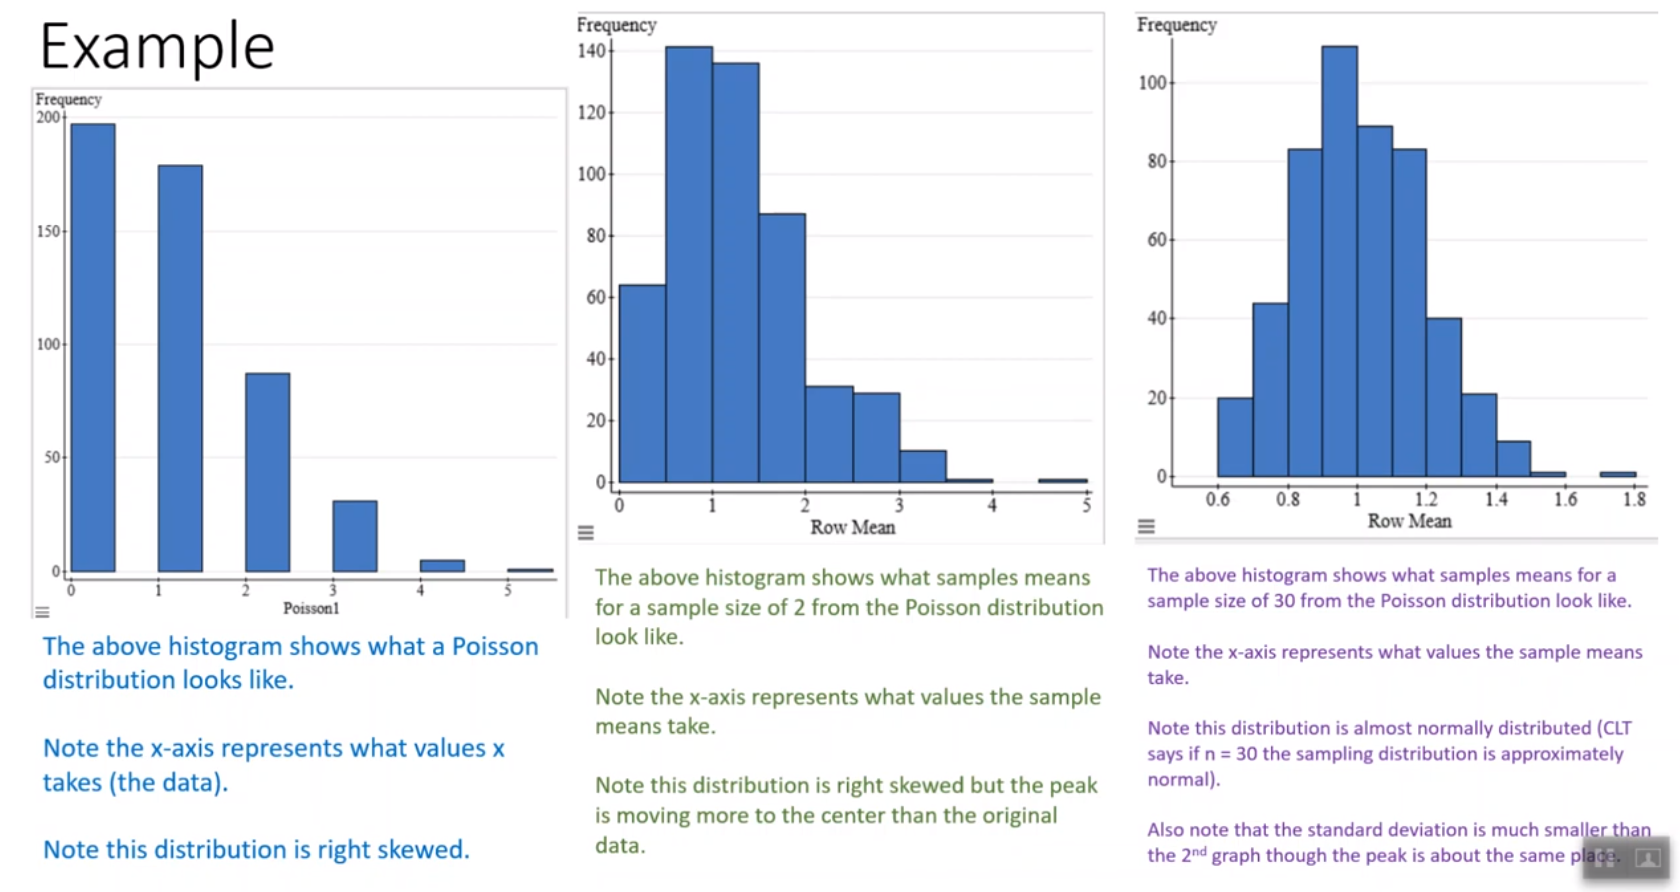 Example
Frequency
200
150
100
50
0
0 1 2 3 4 5
Poisson1
The above histogram shows what a Poisson
distribution looks like.
Note the x-axis represents what values x
takes (the data).
Note this distribution is right skewed.
Frequency
140
120
100
80
60
40
20
0
0 1 2 3 4 5
Row Mean
The above histogram shows what samples means
for a sample size of 2 from the Poisson distribution
look like.
Note the x-axis represents what values the sample
means take.
Note this distribution is right skewed but the peak
is moving more to the center than the original
data.
Frequency
100
80
60
40
20
0
0.6 0.8 1 1.2 1.4 1.6 1.8
Row Mean
The above histogram shows what samples means for a
sample size of 30 from the Poisson distribution look like.
Note the x-axis represents what values the sample means
take.
Note this distribution is almost normally distributed (CLT
says if n = 30 the sampling distribution is approximately
normal).
Also note that the standard deviation is much smaller than
the 2nd graph though the peak is about the same place.